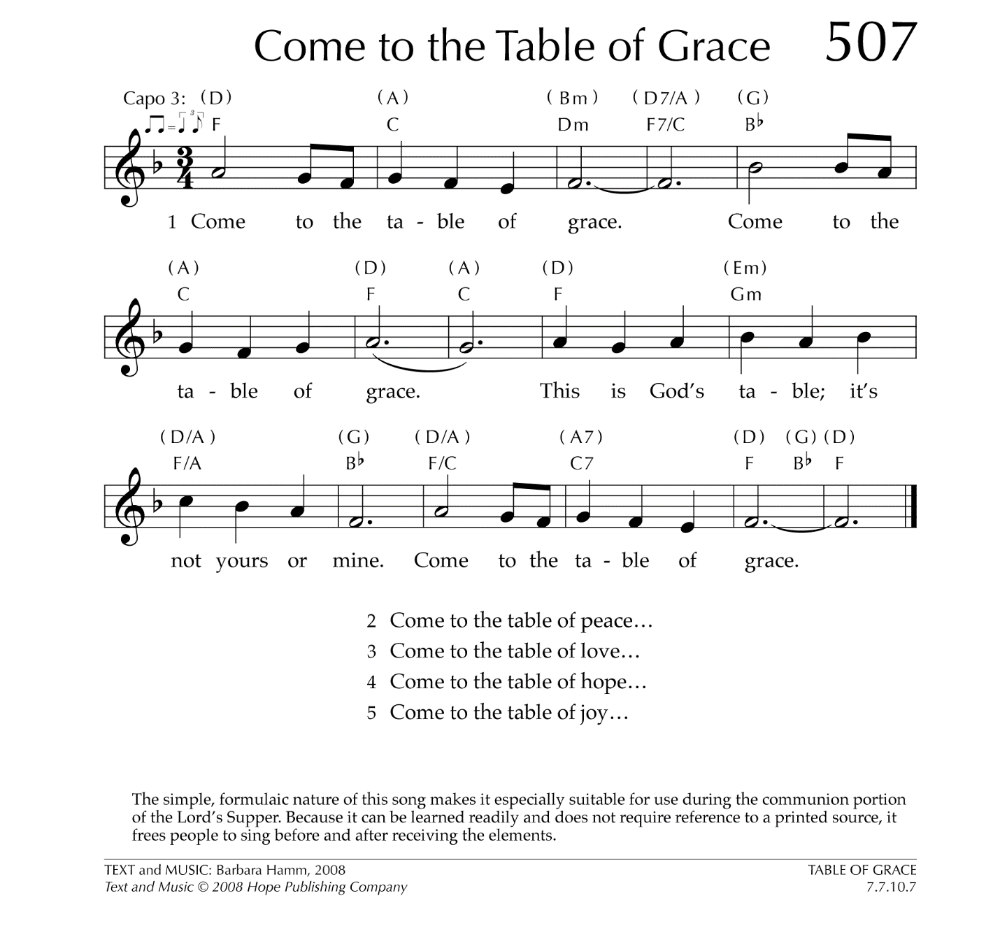 Come to the Table of Grace 507
Capo 3: (D) (A) (Bm) (D7/A) (G)
3 F C Dm F7/C B♭
3
4
1 Come to the ta - ble of grace. Come to the
(A) (D) (A) (D) (Em)
C F C F Gm
ta - ble of grace. This is God's ta - ble; it's
(D/A) (G) (D/A) (A7) (D) (G) (D)
F/A B♭ F/C C7 F B♭ F
not yours or mine. Come to the ta - ble of grace.
2 Come to the table of peace…
3 Come to the table of love…
4 Come to the table of hope…
5 Come to the table of joy…
The simple, formulaic nature of this song makes it especially suitable for use during the communion portion
of the Lord's Supper. Because it can be learned readily and does not require reference to a printed source, it
frees people to sing before and after receiving the elements.
TEXT and MUSIC: Barbara Hamm, 2008 TABLE OF GRACE
Text and Music © 2008 Hope Publishing Company 7.7.10.7